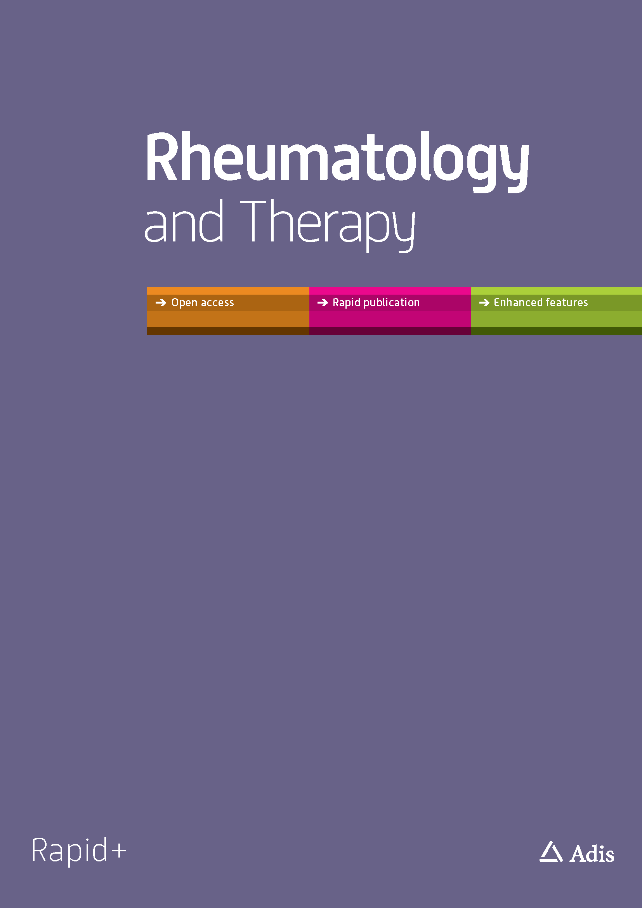 Rheumatology
and Therapy
➔ Open access ➔ Rapid publication ➔ Enhanced features
Rapid+
Adis